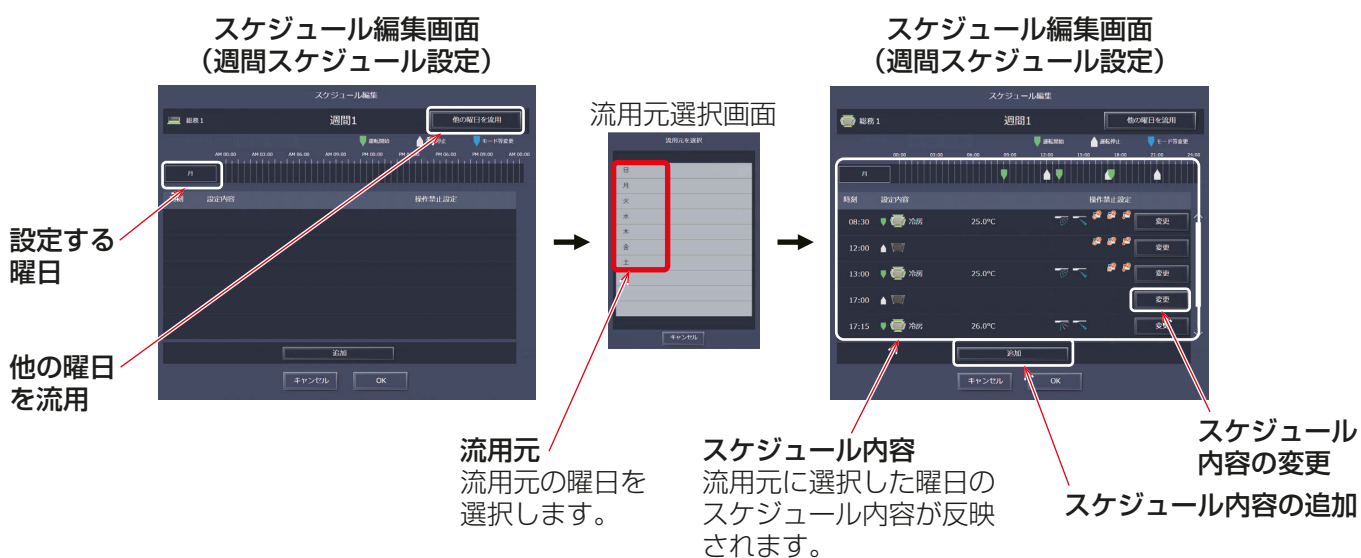 スケジュール編集画面
（週間スケジュール設定）
スケジュール編集
総務1
週間1
他の曜日を流用
運転開始
運転停止
モード等変更
AM 00:00 AM 03:00 AM 06:00 AM 09:00 PM 00:00 PM 03:00 PM 06:00 PM 09:00 AM 00:00
月
時刻 設定内容 操作禁止設定
追加
キャンセル OK
設定する
曜日
他の曜日
を流用
流用元選択画面
流用元を選択
日
月
火
水
木
金
土
キャンセル
流用元
流用元の曜日を
選択します。
スケジュール編集画面
（週間スケジュール設定）
スケジュール編集
総務1
週間1
他の曜日を流用
運転開始
運転停止
モード等変更
00:00 03:00 06:00 09:00 12:00 15:00 18:00 21:00 24:00
月
時刻 設定内容 操作禁止設定
08:30 冷房 25.0℃ 変更
12:00 変更
13:00 冷房 25.0℃ 変更
17:00 変更
17:15 冷房 26.0℃ 変更
追加
キャンセル OK
スケジュール内容
流用元に選択した曜日の
スケジュール内容が反映
されます。
スケジュール
内容の変更
スケジュール内容の追加